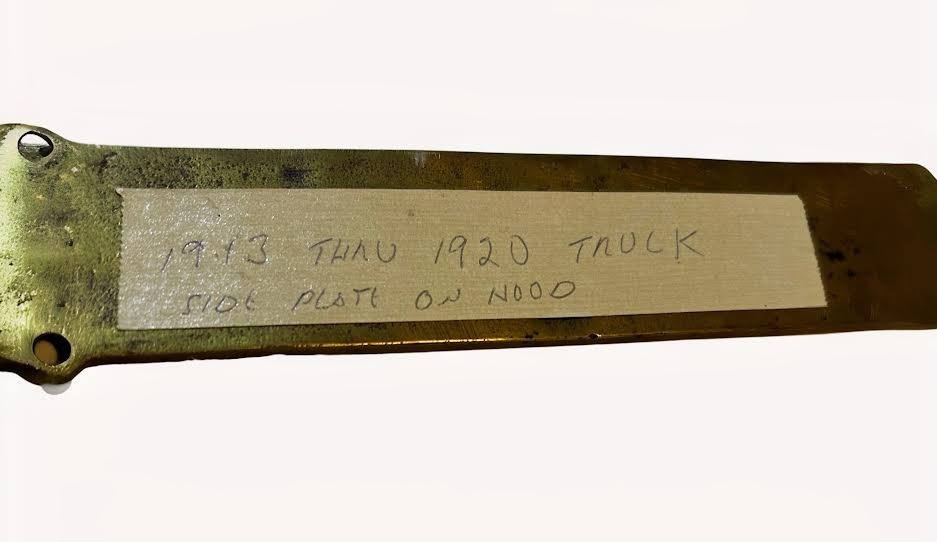 1913 THRU 1920 TRUCK
SIDE PLATE ON HOOD